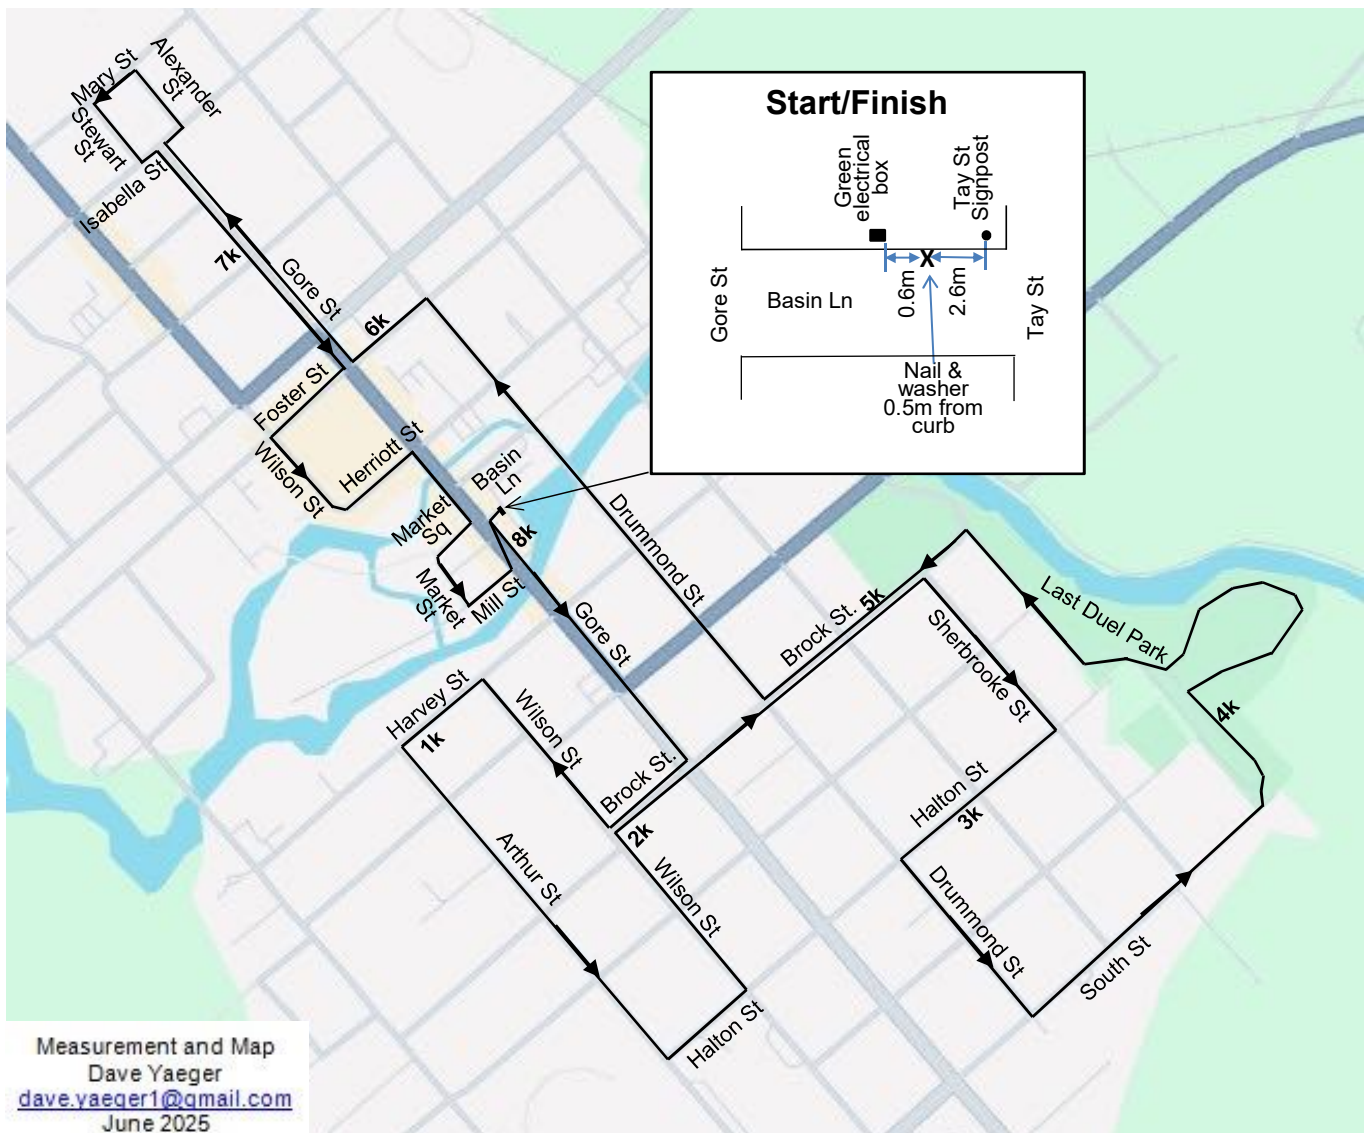 Mary St
Alexander
St
Stewart
St
Isabella St
7k
Gore St
6k
Foster St
Wilson St
Herriott St
Market
Sq
Basin
Ln
8k
Market
St
Mill St
Gore St
Drummond St
Harvey St
1k
Wilson St
Brock St.
2k
Arthur St
Wilson St
Halton St
Brock St.
5k
Sherbrooke St
Last Duel Park
4k
Halton St
3k
Drummond St
South St
Start/Finish
Green
electrical
box
Tay St
Signpost
X
0.6m
2.6m
Gore St
Basin Ln
Tay St
Nail &
washer
0.5m from
curb
Measurement and Map
Dave Yaeger
dave.yaeger1@gmail.com
June 2025